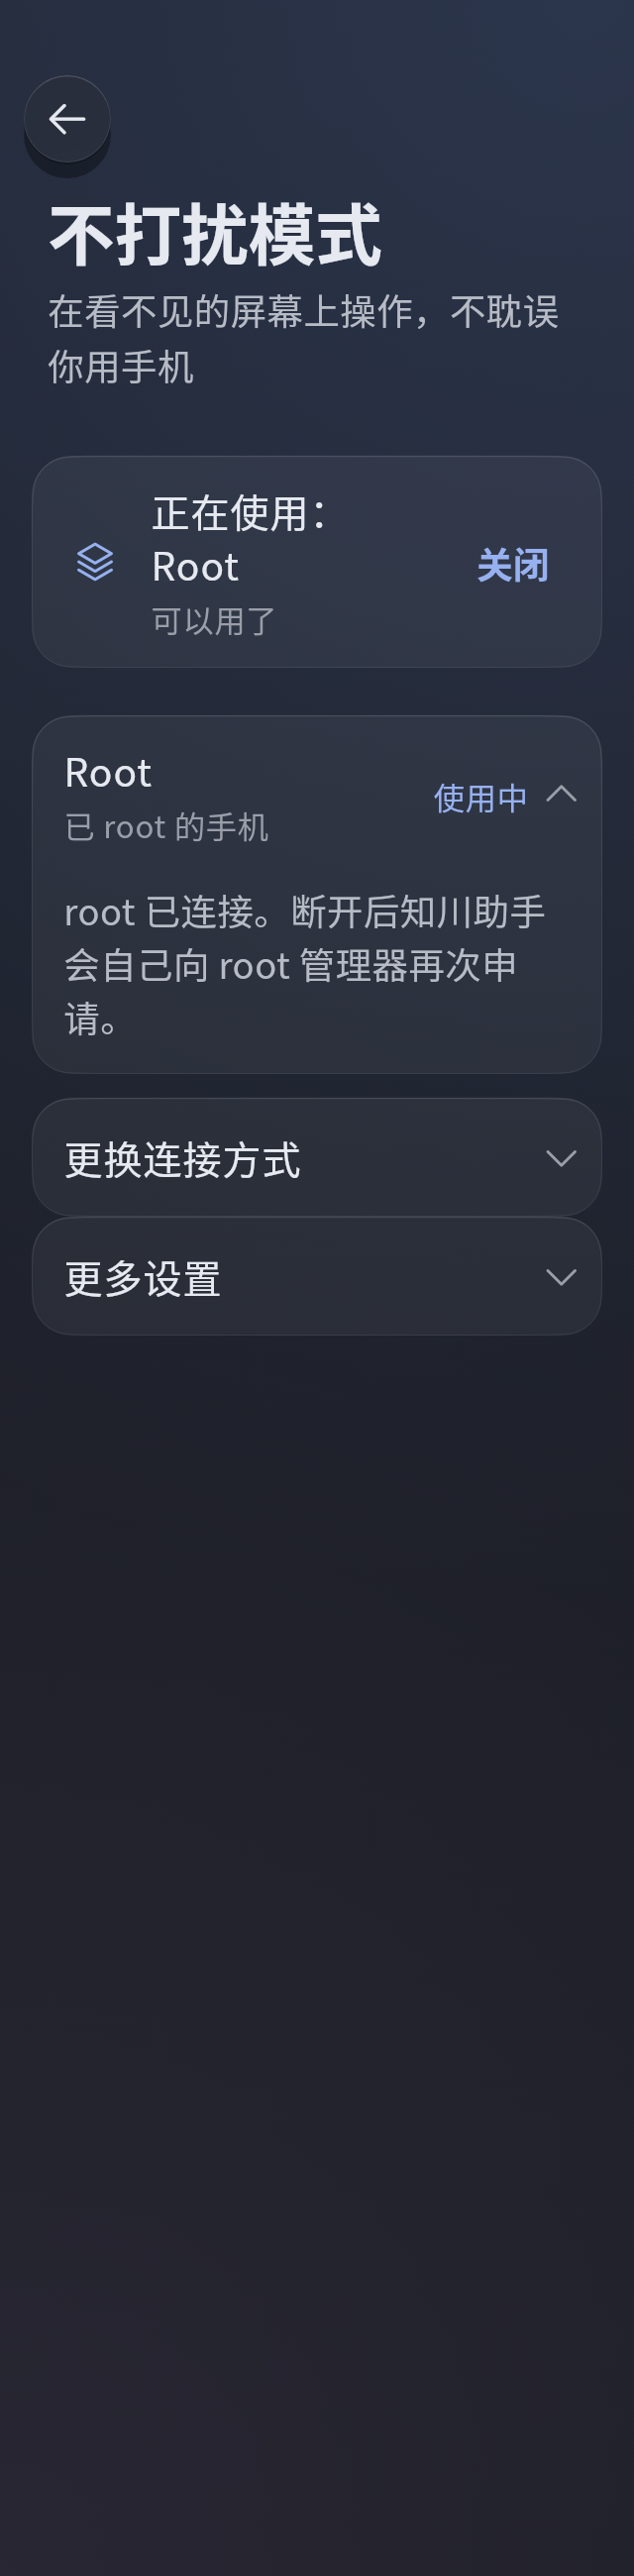 不打扰模式
在看不见的屏幕上操作，不耽误
你用手机
正在使用：
Root
可以用了
关闭
Root
已 root 的手机
使用中
root 已连接。断开后知川助手
会自己向 root 管理器再次申
请。
更换连接方式
更多设置